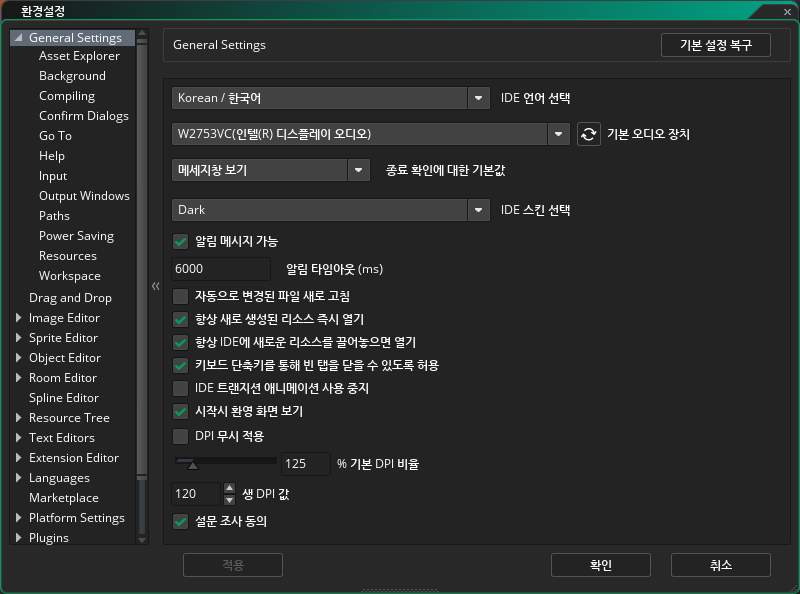 환경설정
General Settings
Asset Explorer
Background
Compiling
Confirm Dialogs
Go To
Help
Input
Output Windows
Paths
Power Saving
Resources
Workspace
Drag and Drop
Image Editor
Sprite Editor
Object Editor
Room Editor
Spline Editor
Resource Tree
Text Editors
Extension Editor
Languages
Marketplace
Platform Settings
Plugins
General Settings
기본 설정 복구
Korean / 한국어 IDE 언어 선택
W2753VC(인텔(R) 디스플레이 오디오) 기본 오디오 장치
메세지창 보기 종료 확인에 대한 기본값
Dark IDE 스킨 선택
알림 메시지 가능
6000 알림 타임아웃 (ms)
자동으로 변경된 파일 새로 고침
항상 새로 생성된 리소스 즉시 열기
항상 IDE에 새로운 리소스를 끌어놓으면 열기
키보드 단축키를 통해 빈 탭을 닫을 수 있도록 허용
IDE 트랜지션 애니메이션 사용 중지
시작시 환영 화면 보기
DPI 무시 적용
125 % 기본 DPI 비율
120 생 DPI 값
설문 조사 동의
적용 확인 취소